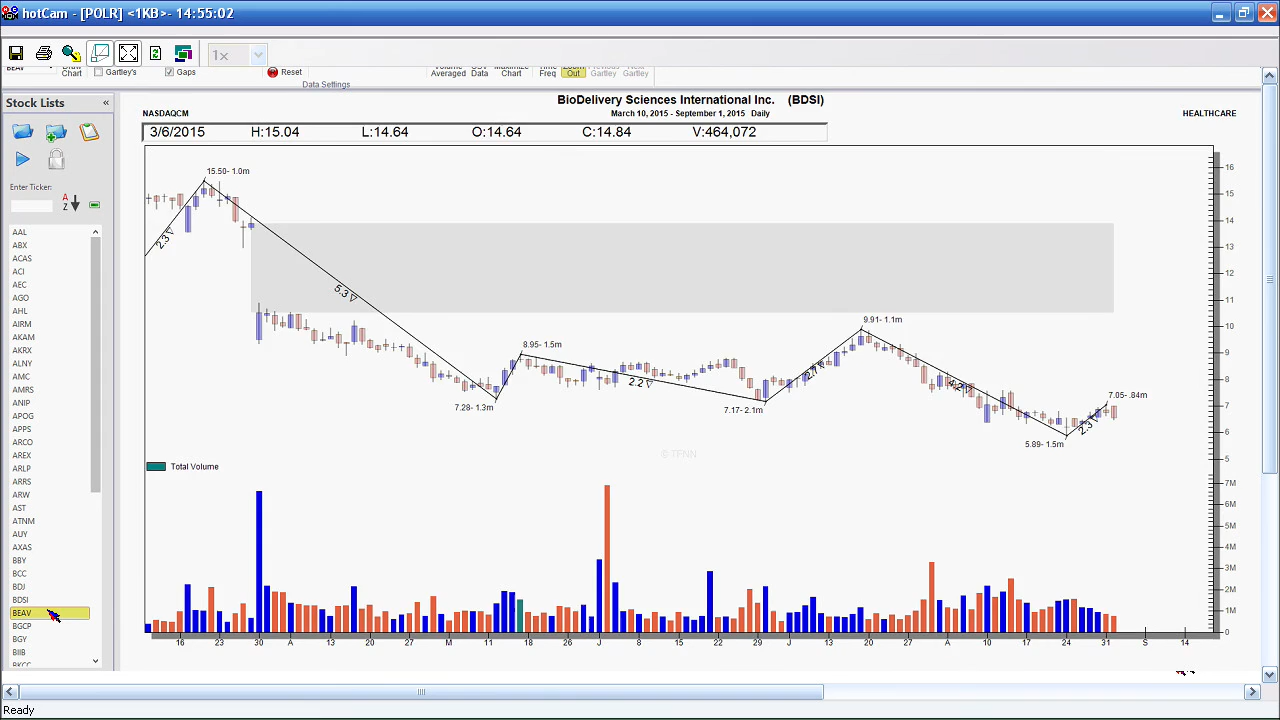 hotCam - [POLR] <1KB>- 14:55:02
1x
BEAV
Draw Chart
Gartley's
Gaps
Reset
Data Settings
Volume Averaged
Data
Maximize Chart
Time Freq
Zoom Out
Previous Gartley
Next Gartley
Stock Lists «
Enter Ticker:
A
Z
AAL
ABX
ACAS
ACI
AEC
AGO
AHL
AIRM
AKAM
AKRX
ALNY
AMC
AMRS
ANIP
APOG
APPS
ARCO
AREX
ARLP
ARRS
ARW
AST
ATNM
AUY
AXAS
BBY
BCC
BDJ
BDSI
BEAV
BGCP
BGY
BIIB
BKCC
BioDelivery Sciences International Inc. (BDSI)
NASDAQCM
March 10, 2015 - September 1, 2015 Daily
HEALTHCARE
3/6/2015 H:15.04 L:14.64 O:14.64 C:14.84 V:464,072
15.50- 1.0m
2.3 ∇
5.3 ∇
7.28- 1.3m
8.95- 1.5m
2.2 ∇
7.17- 2.1m
9.91- 1.1m
5.89- 1.5m
7.05- .84m
16
15
14
13
12
11
10
9
8
7
6
5
© TFNN
Total Volume
7M
6M
5M
4M
3M
2M
1M
0
16 23 30 A 13 20 27 M 11 18 26 J 8 15 22 29 J 13 20 27 A 10 17 24 31 S 14
Ready